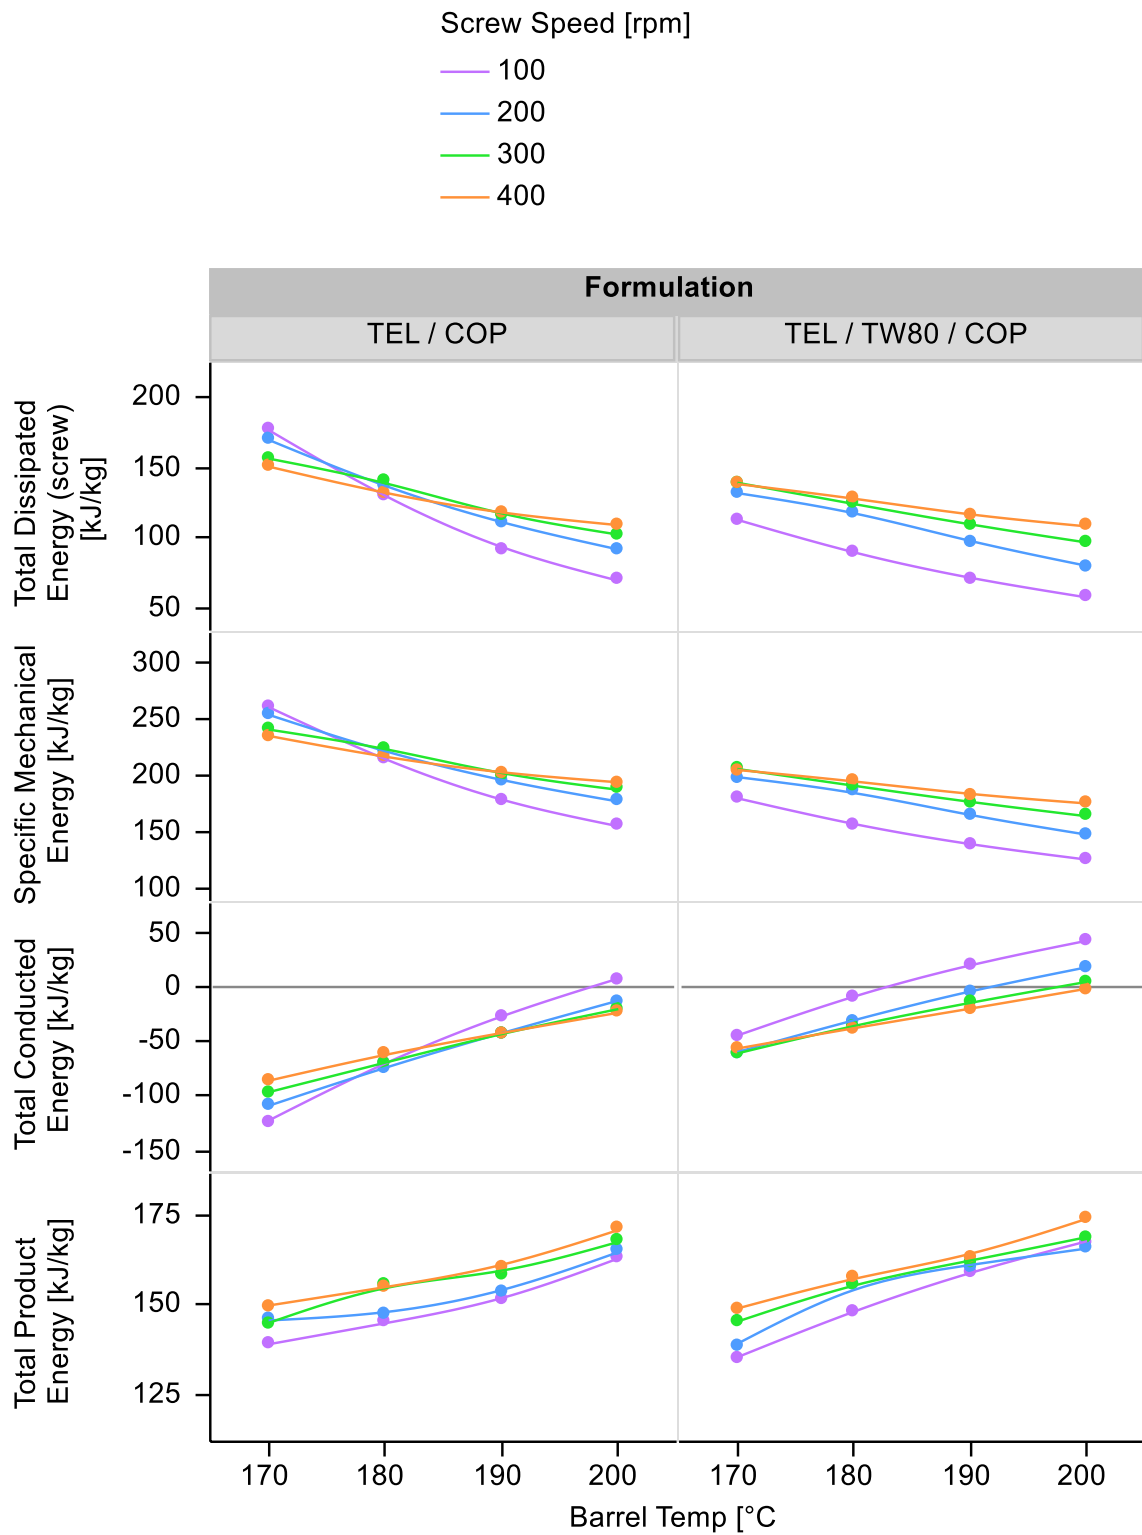 Screw Speed [rpm]
100
200
300
400
Formulation
TEL / COP
TEL / TW80 / COP
Total Dissipated
Energy (screw)
[kJ/kg]
200
150
100
50
Specific Mechanical
Energy [kJ/kg]
300
250
200
150
100
Total Conducted
Energy [kJ/kg]
50
0
-50
-100
-150
Total Product
Energy [kJ/kg]
175
150
125
170 180 190 200 170 180 190 200
Barrel Temp [°C